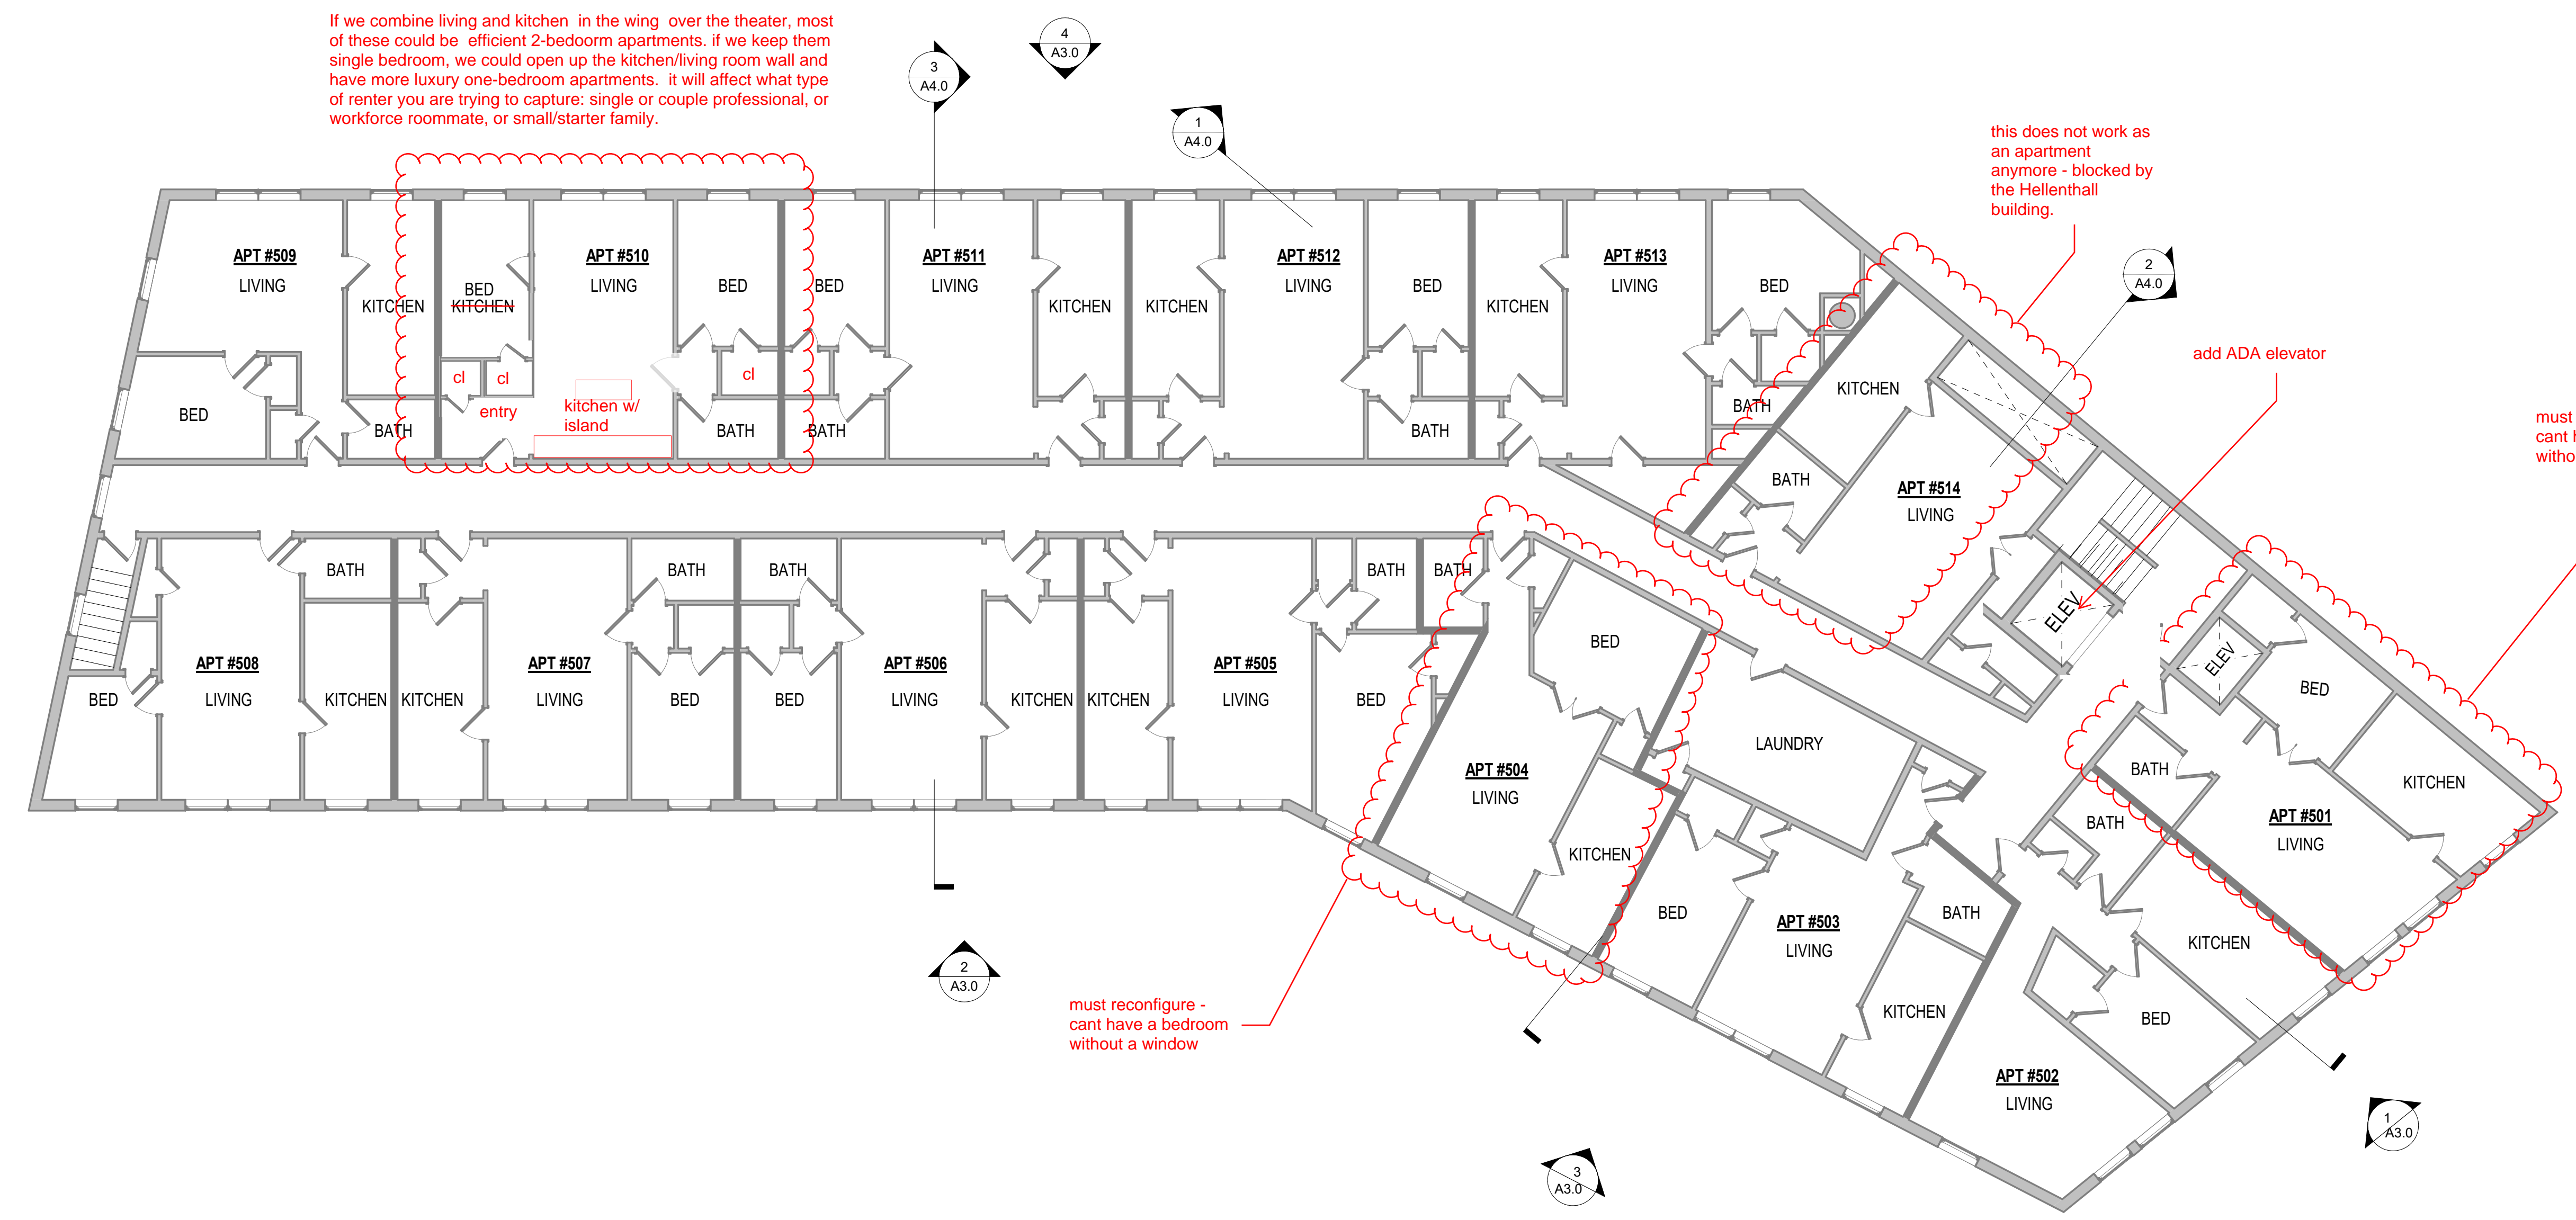 If we combine living and kitchen in the wing over the theater, most
of these could be efficient 2-bedoorm apartments. if we keep them
single bedroom, we could open up the kitchen/living room wall and
have more luxury one-bedroom apartments. it will affect what type
of renter you are trying to capture: single or couple professional, or
workforce roommate, or small/starter family.
4
A3.0
3
A4.0
1
A4.0
this does not work as
an apartment
anymore - blocked by
the Hellenthall
building.
2
A4.0
add ADA elevator
must
cant
witho
APT #509
LIVING
KITCHEN
BED
BATH
BED
KITCHEN
cl
cl
entry
APT #510
LIVING
kitchen w/
island
BED
cl
BATH
BED
BATH
APT #511
LIVING
KITCHEN
KITCHEN
APT #512
LIVING
BED
BATH
KITCHEN
APT #513
LIVING
BED
BATH
KITCHEN
BATH
APT #514
LIVING
ELEV
ELEV
BED
APT #508
LIVING
BATH
KITCHEN
KITCHEN
APT #507
LIVING
BATH
BED
BATH
BED
APT #506
LIVING
KITCHEN
KITCHEN
APT #505
LIVING
BATH
BED
BATH
BED
APT #504
LIVING
KITCHEN
LAUNDRY
BED
APT #503
LIVING
BATH
KITCHEN
BED
KITCHEN
BATH
APT #501
LIVING
BATH
KITCHEN
BED
APT #502
LIVING
must reconfigure -
cant have a bedroom
without a window
2
A3.0
3
A3.0
1
A3.0